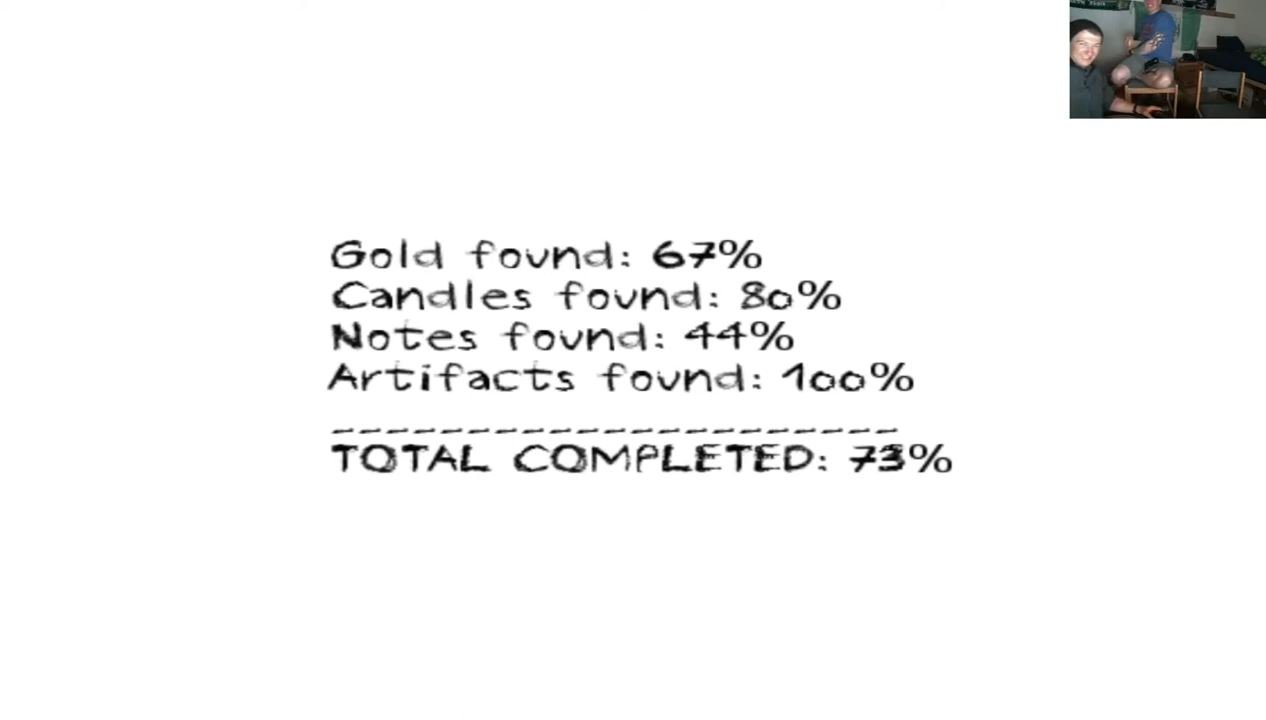 Gold found: 67%
Candles found: 80%
Notes found: 44%
Artifacts found: 100%
_ _ _ _ _ _ _ _ _ _ _ _ _ _ _ _ _ _ _ _ _
TOTAL COMPLETED: 73%